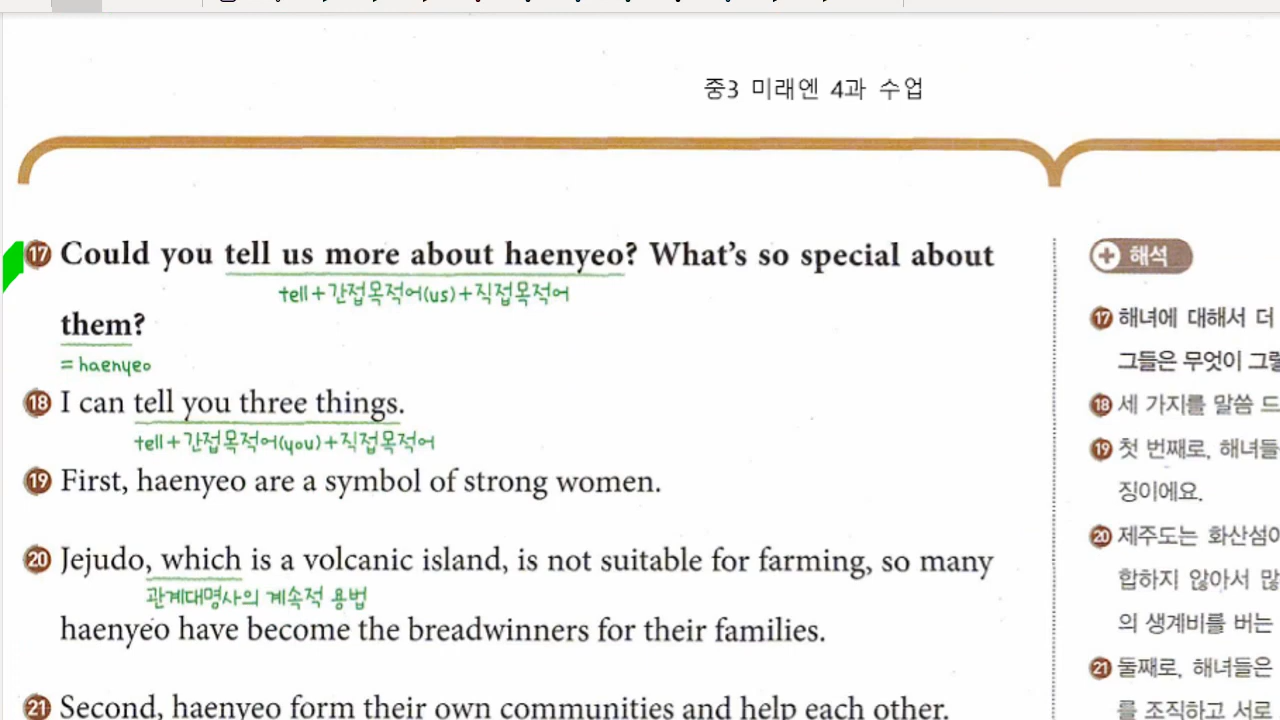 중3 미래엔 4과 수업
17 Could you tell us more about haenyeo? What's so special about
tell+간접목적어(us)+직접목적어
them?
= haenyeo
18 I can tell you three things.
tell+간접목적어(you)+직접목적어
19 First, haenyeo are a symbol of strong women.
20 Jejudo, which is a volcanic island, is not suitable for farming, so many
관계대명사의 계속적 용법
haenyeo have become the breadwinners for their families.
21 Second, haenyeo form their own communities and help each other.
해석
17 해녀에 대해서 더
그들은 무엇이
18 세 가지를 말씀
19 첫 번째로, 해녀들
징이에요.
20 제주도는 화산섬
합하지 않아서 많
의 생계비를 버는
21 둘째로, 해녀들은
를 조직하고 서로